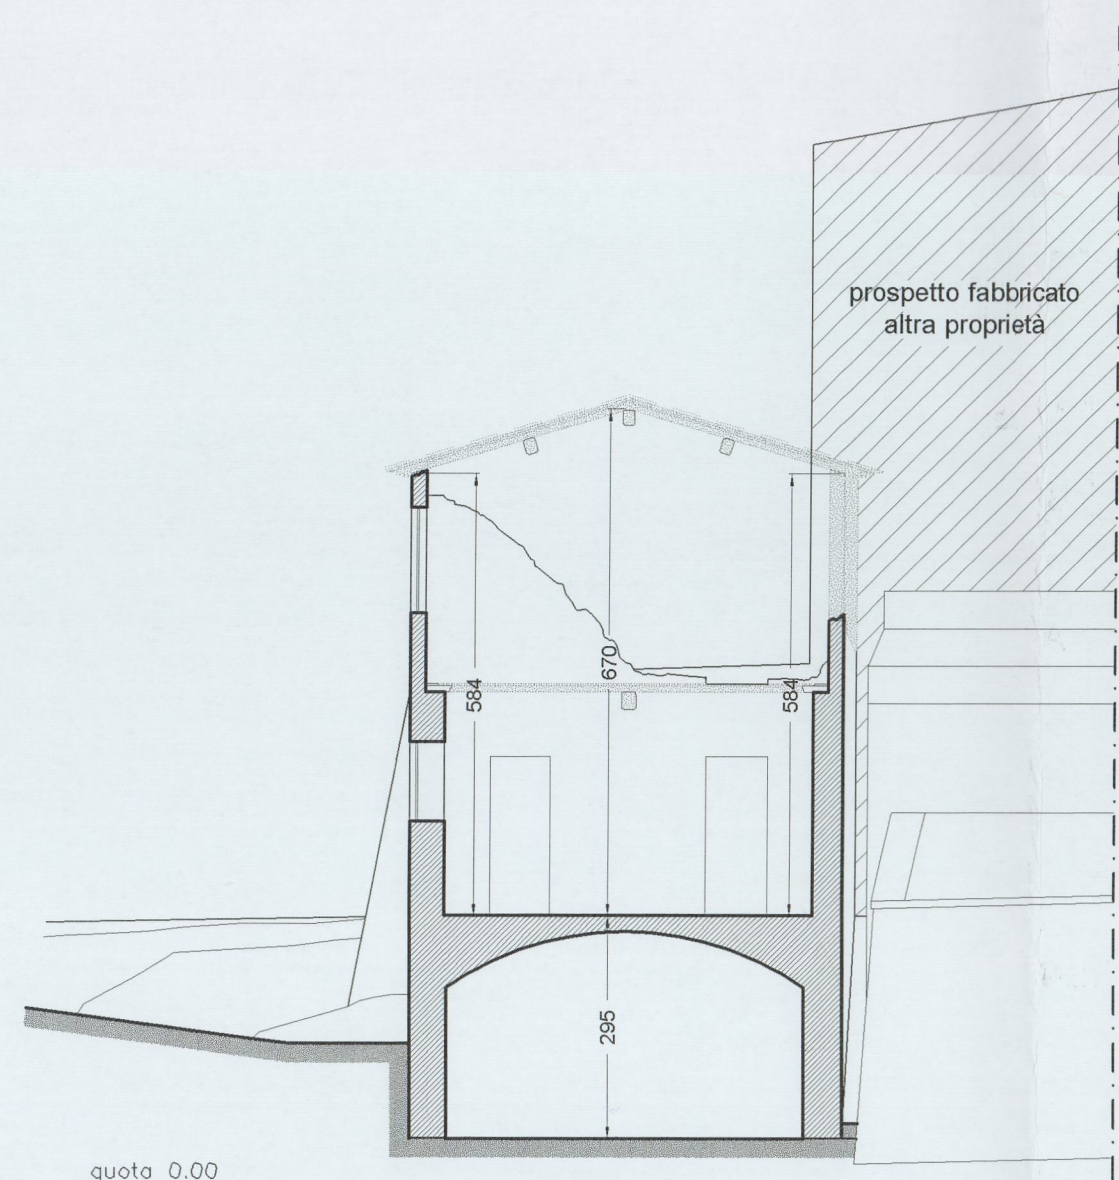 prospetto fabbricato
altra proprietà
670
584
584
295
quota 0.00